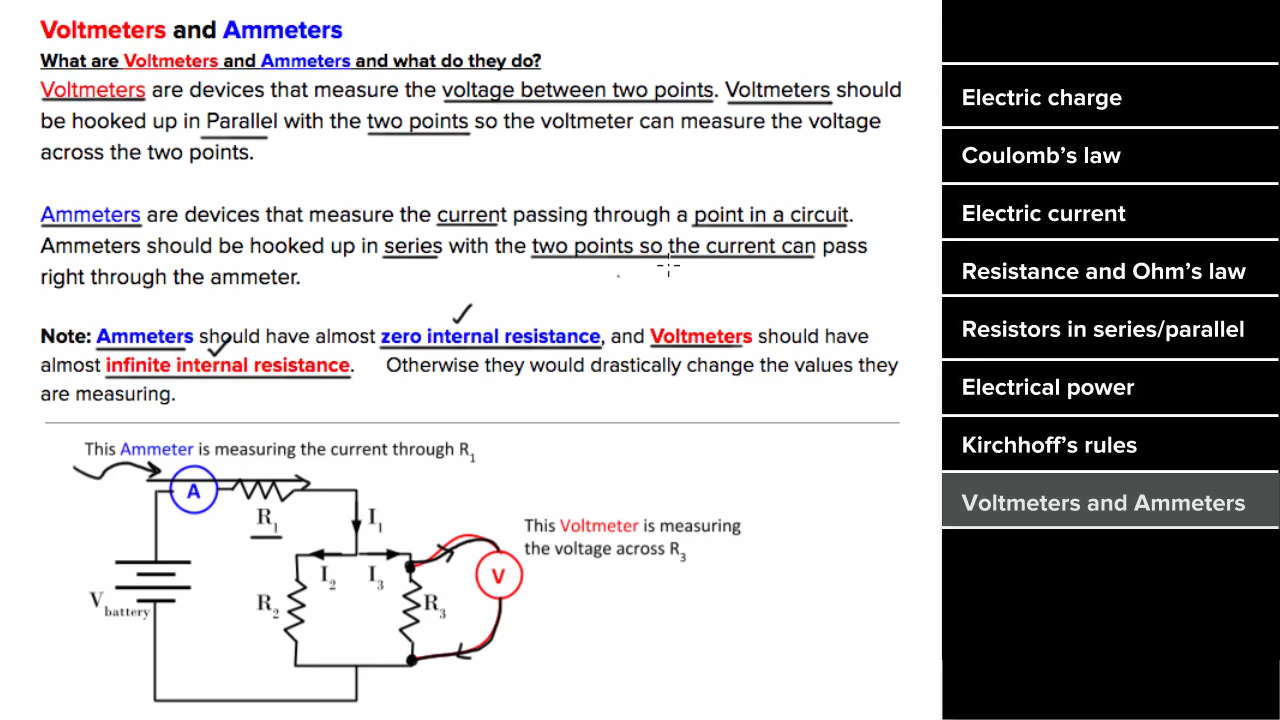 Voltmeters and Ammeters
What are Voltmeters and Ammeters and what do they do?
Voltmeters are devices that measure the voltage between two points. Voltmeters should
be hooked up in Parallel with the two points so the voltmeter can measure the voltage
across the two points.
Ammeters are devices that measure the current passing through a point in a circuit.
Ammeters should be hooked up in series with the two points so the current can pass
right through the ammeter.
Note: Ammeters should have almost zero internal resistance, and Voltmeters should have
almost infinite internal resistance. Otherwise they would drastically change the values they
are measuring.
This Ammeter is measuring the current through R1
A
R1
I1
This Voltmeter is measuring
the voltage across R3
I2
I3
V
Vbattery
R2
R3
Electric charge
Coulomb’s law
Electric current
Resistance and Ohm’s law
Resistors in series/parallel
Electrical power
Kirchhoff’s rules
Voltmeters and Ammeters